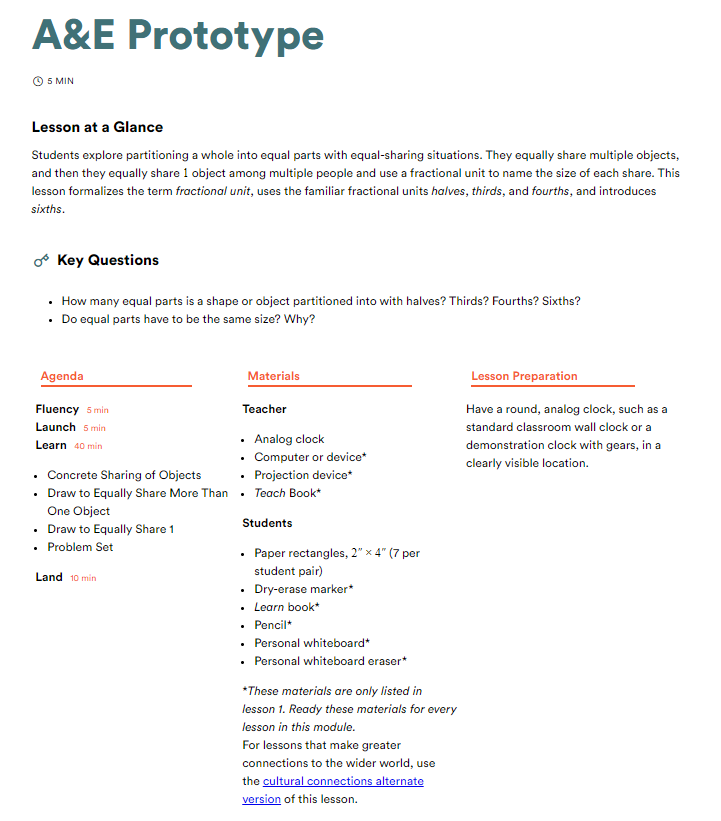 A&E Prototype
5 MIN
Lesson at a Glance
Students explore partitioning a whole into equal parts with equal-sharing situations. They equally share multiple objects,
and then they equally share 1 object among multiple people and use a fractional unit to name the size of each share. This
lesson formalizes the term fractional unit, uses the familiar fractional units halves, thirds, and fourths, and introduces
sixths.
Key Questions
• How many equal parts is a shape or object partitioned into with halves? Thirds? Fourths? Sixths?
• Do equal parts have to be the same size? Why?
Agenda
Fluency 5 min
Launch 5 min
Learn 40 min
• Concrete Sharing of Objects
• Draw to Equally Share More Than
One Object
• Draw to Equally Share 1
• Problem Set
Land 10 min
Materials
Teacher
• Analog clock
• Computer or device*
• Projection device*
• Teach Book*
Students
• Paper rectangles, 2″ × 4″ (7 per
student pair)
• Dry-erase marker*
• Learn book*
• Pencil*
• Personal whiteboard*
• Personal whiteboard eraser*
*These materials are only listed in
lesson 1. Ready these materials for every
lesson in this module.
For lessons that make greater
connections to the wider world, use
the cultural connections alternate
version of this lesson.
Lesson Preparation
Have a round, analog clock, such as a
standard classroom wall clock or a
demonstration clock with gears, in a
clearly visible location.